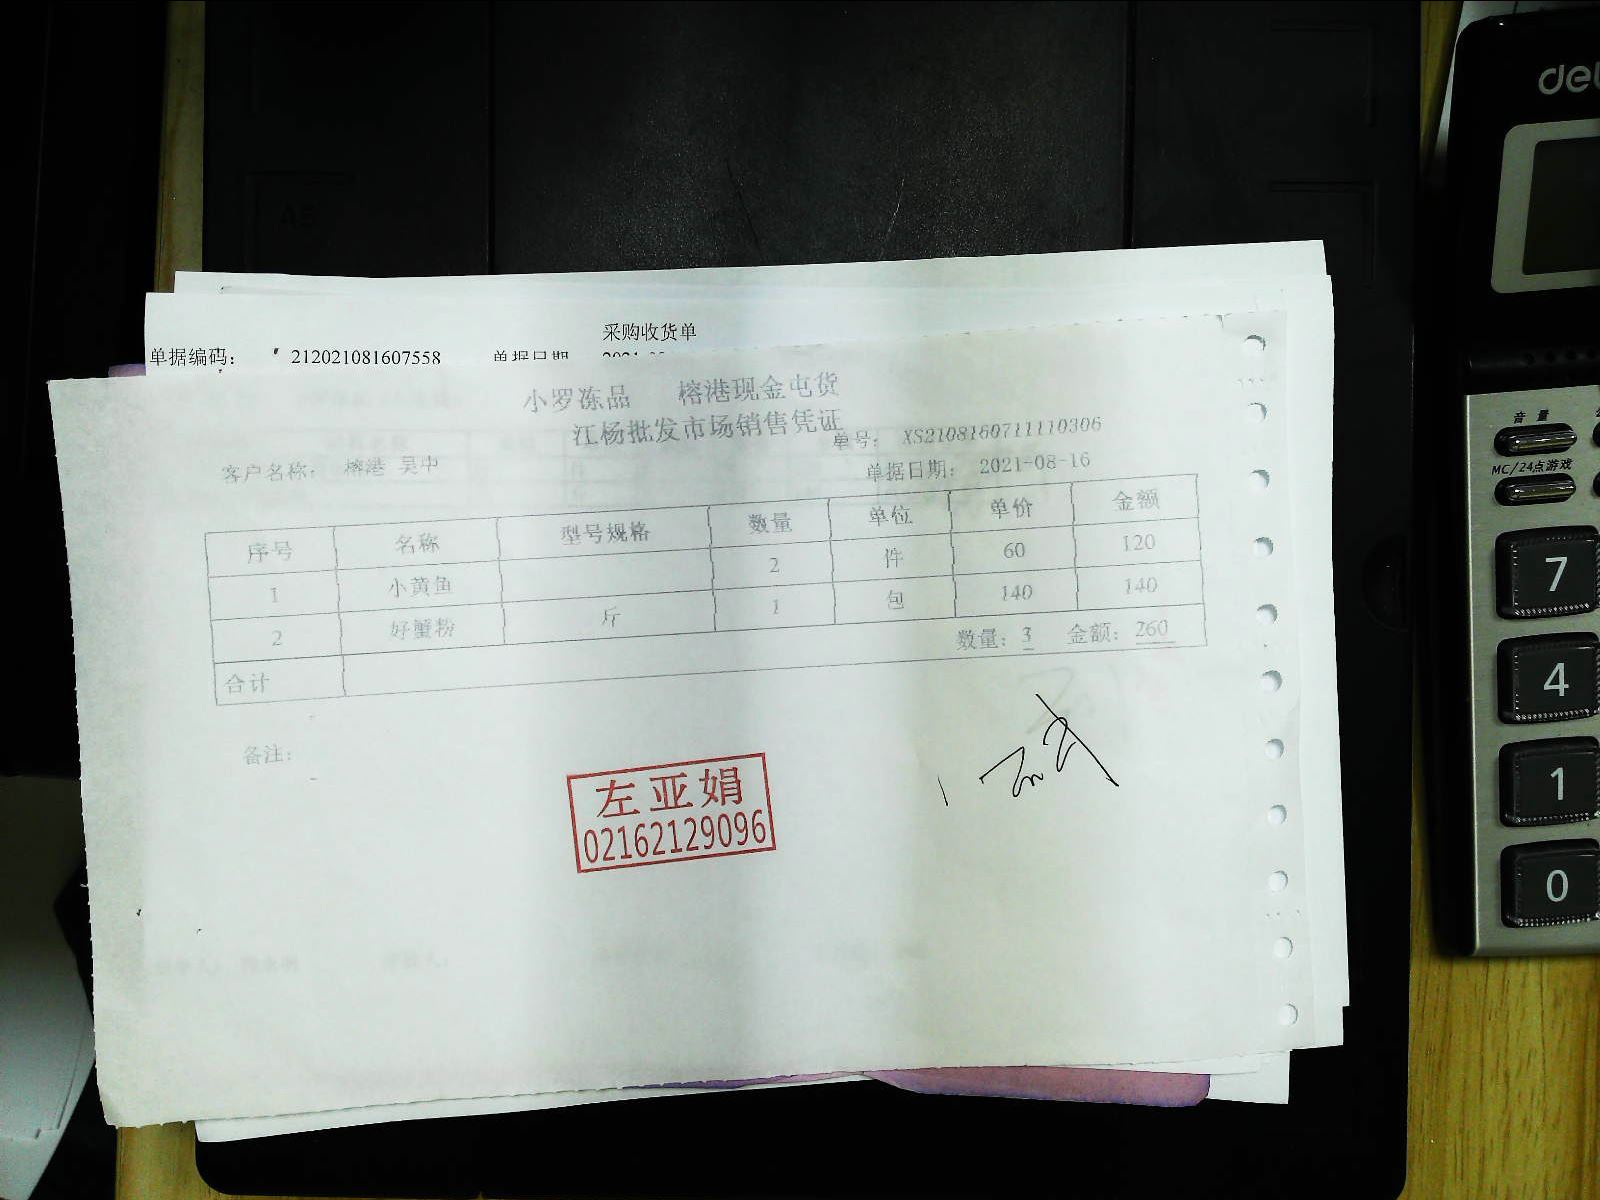 采购收货单
单据编码： 212021081607558 单据日期
小罗冻品 榕港现金屯货
江杨批发市场销售凭证
单号： XS2108160711110306
客户名称： 榕港 吴中
单据日期： 2021-08-16
序号 名称 型号规格 数量 单位 单价 金额
1 小黄鱼 2 件 60 120
2 好蟹粉 斤 1 包 140 140
合计 数量：3 金额：260
备注：
左亚娟
02162129096
A5
音量
MC/24点游戏
7
4
1
0